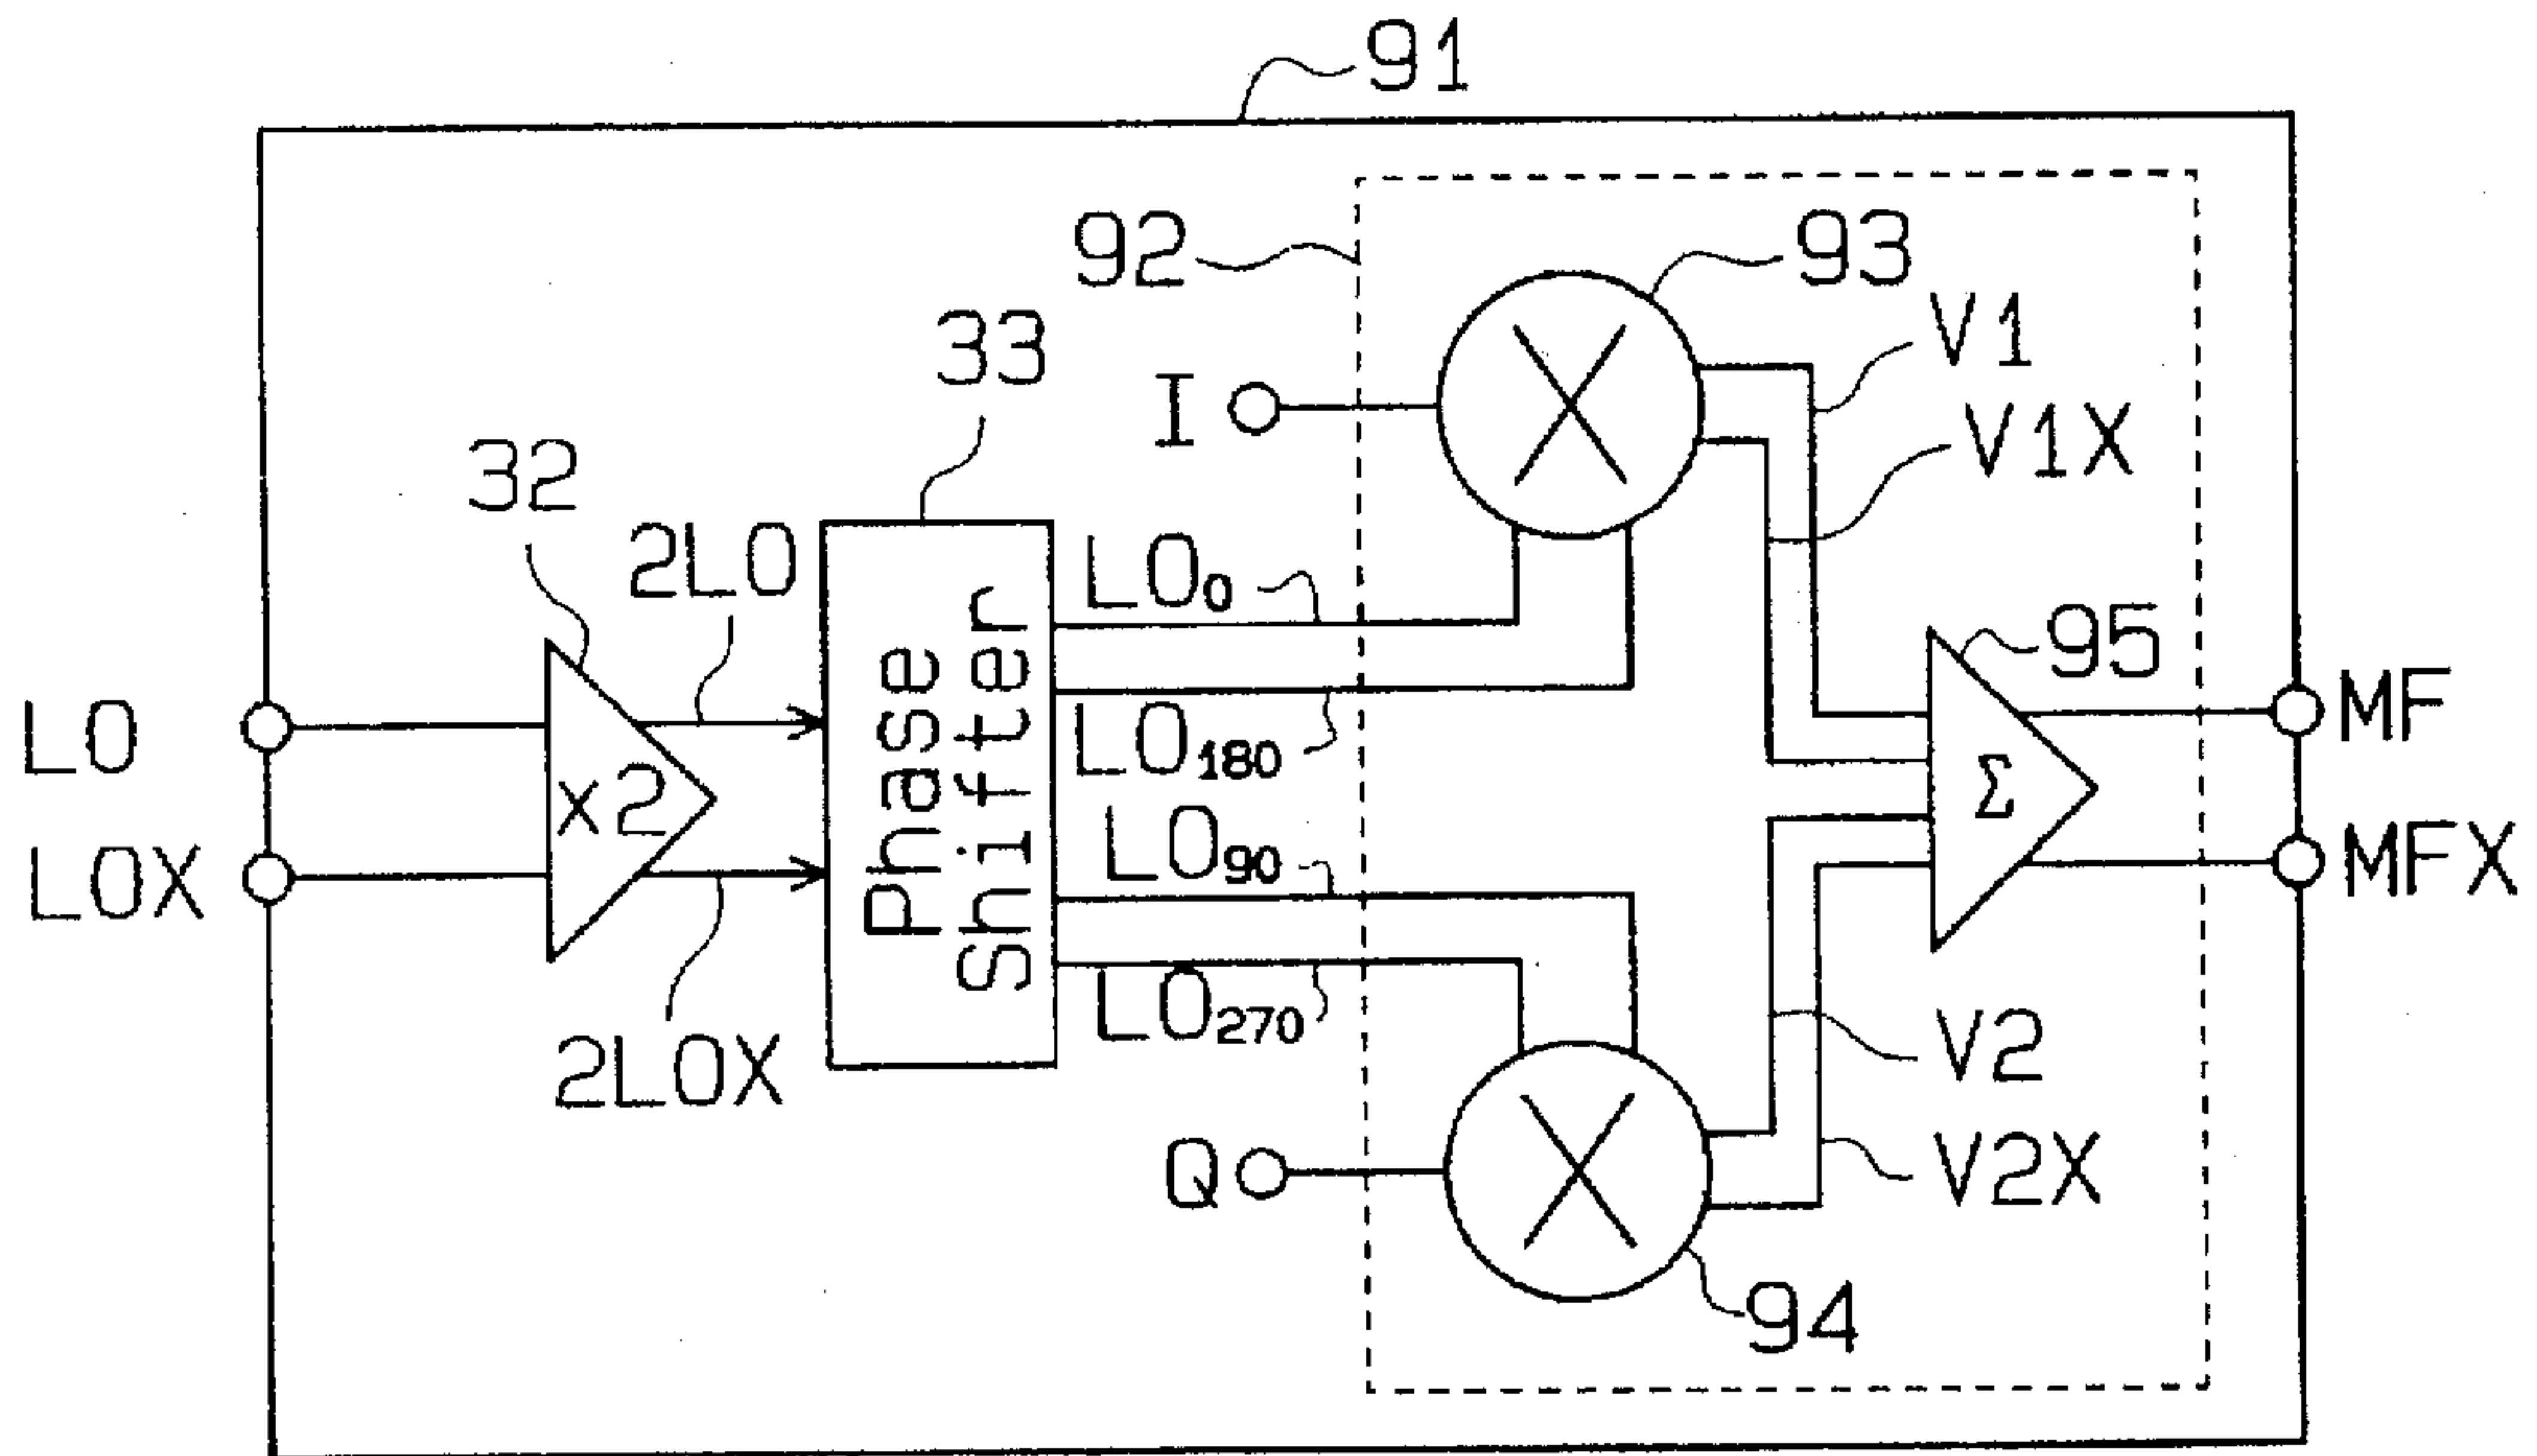 91
92
93
33
V1
I
V1X
32
2LO
LO0
95
Phase
Shifter
LO
MF
LO180
x2
Σ
LO90
LOX
MFX
LO270
2LOX
V2
Q
V2X
94